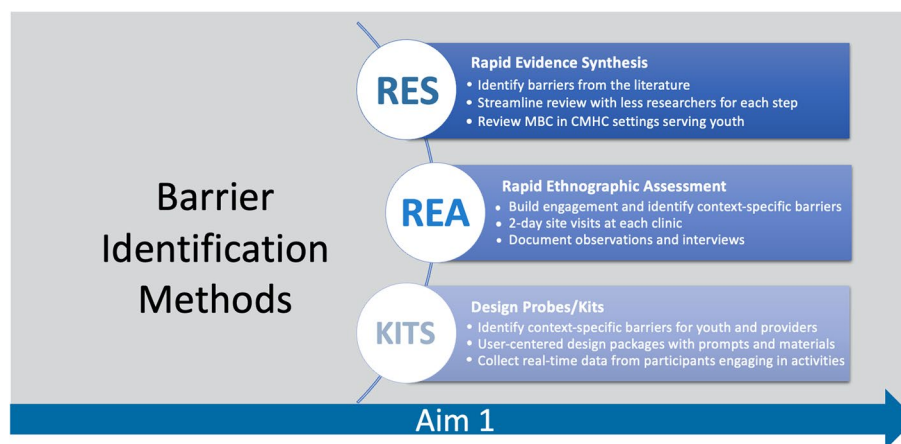 Barrier
Identification
Methods
RES
Rapid Evidence Synthesis
• Identify barriers from the literature
• Streamline review with less researchers for each step
• Review MBC in CMHC settings serving youth
REA
Rapid Ethnographic Assessment
• Build engagement and identify context-specific barriers
• 2-day site visits at each clinic
• Document observations and interviews
KITS
Design Probes/Kits
• Identify context-specific barriers for youth and providers
• User-centered design packages with prompts and materials
• Collect real-time data from participants engaging in activities
Aim 1